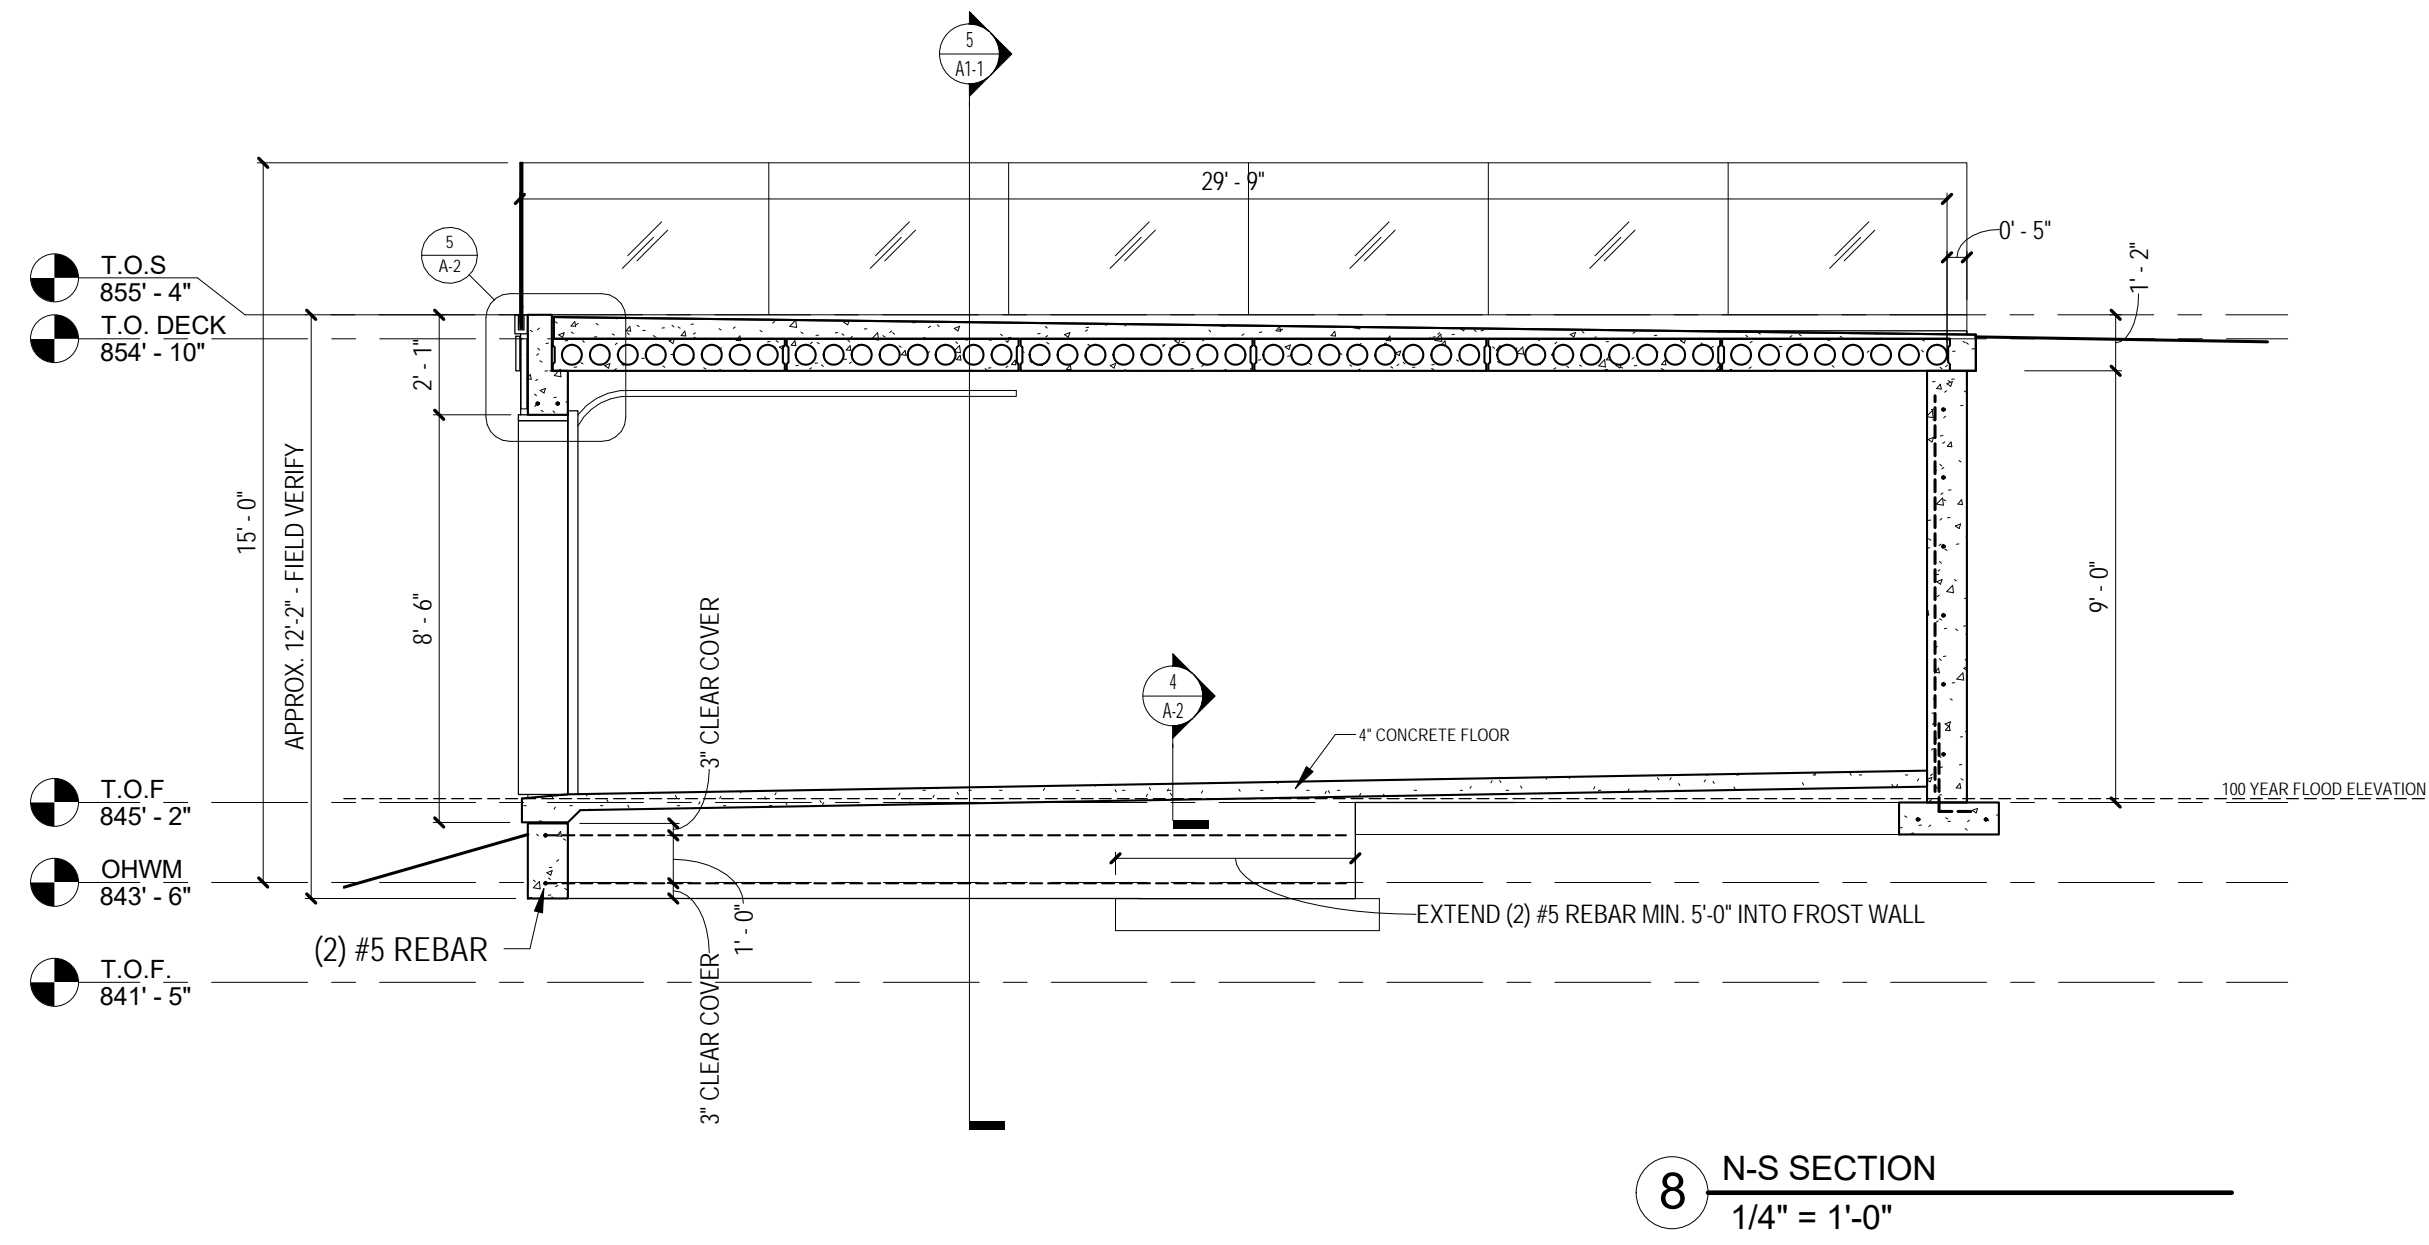 5
A1-1
29' - 9"
0' - 5"
1' - 2"
5
A-2
T.O.S
855' - 4"
T.O. DECK
854' - 10"
2' - 1"
15' - 0"
APPROX. 12'-2" - FIELD VERIFY
8' - 6"
3" CLEAR COVER
9' - 0"
4
A-2
4" CONCRETE FLOOR
100 YEAR FLOOD ELEVATION
T.O.F
845' - 2"
OHWM
843' - 6"
(2) #5 REBAR
1' - 0"
3" CLEAR COVER
EXTEND (2) #5 REBAR MIN. 5'-0" INTO FROST WALL
T.O.F.
841' - 5"
8
N-S SECTION
1/4" = 1'-0"